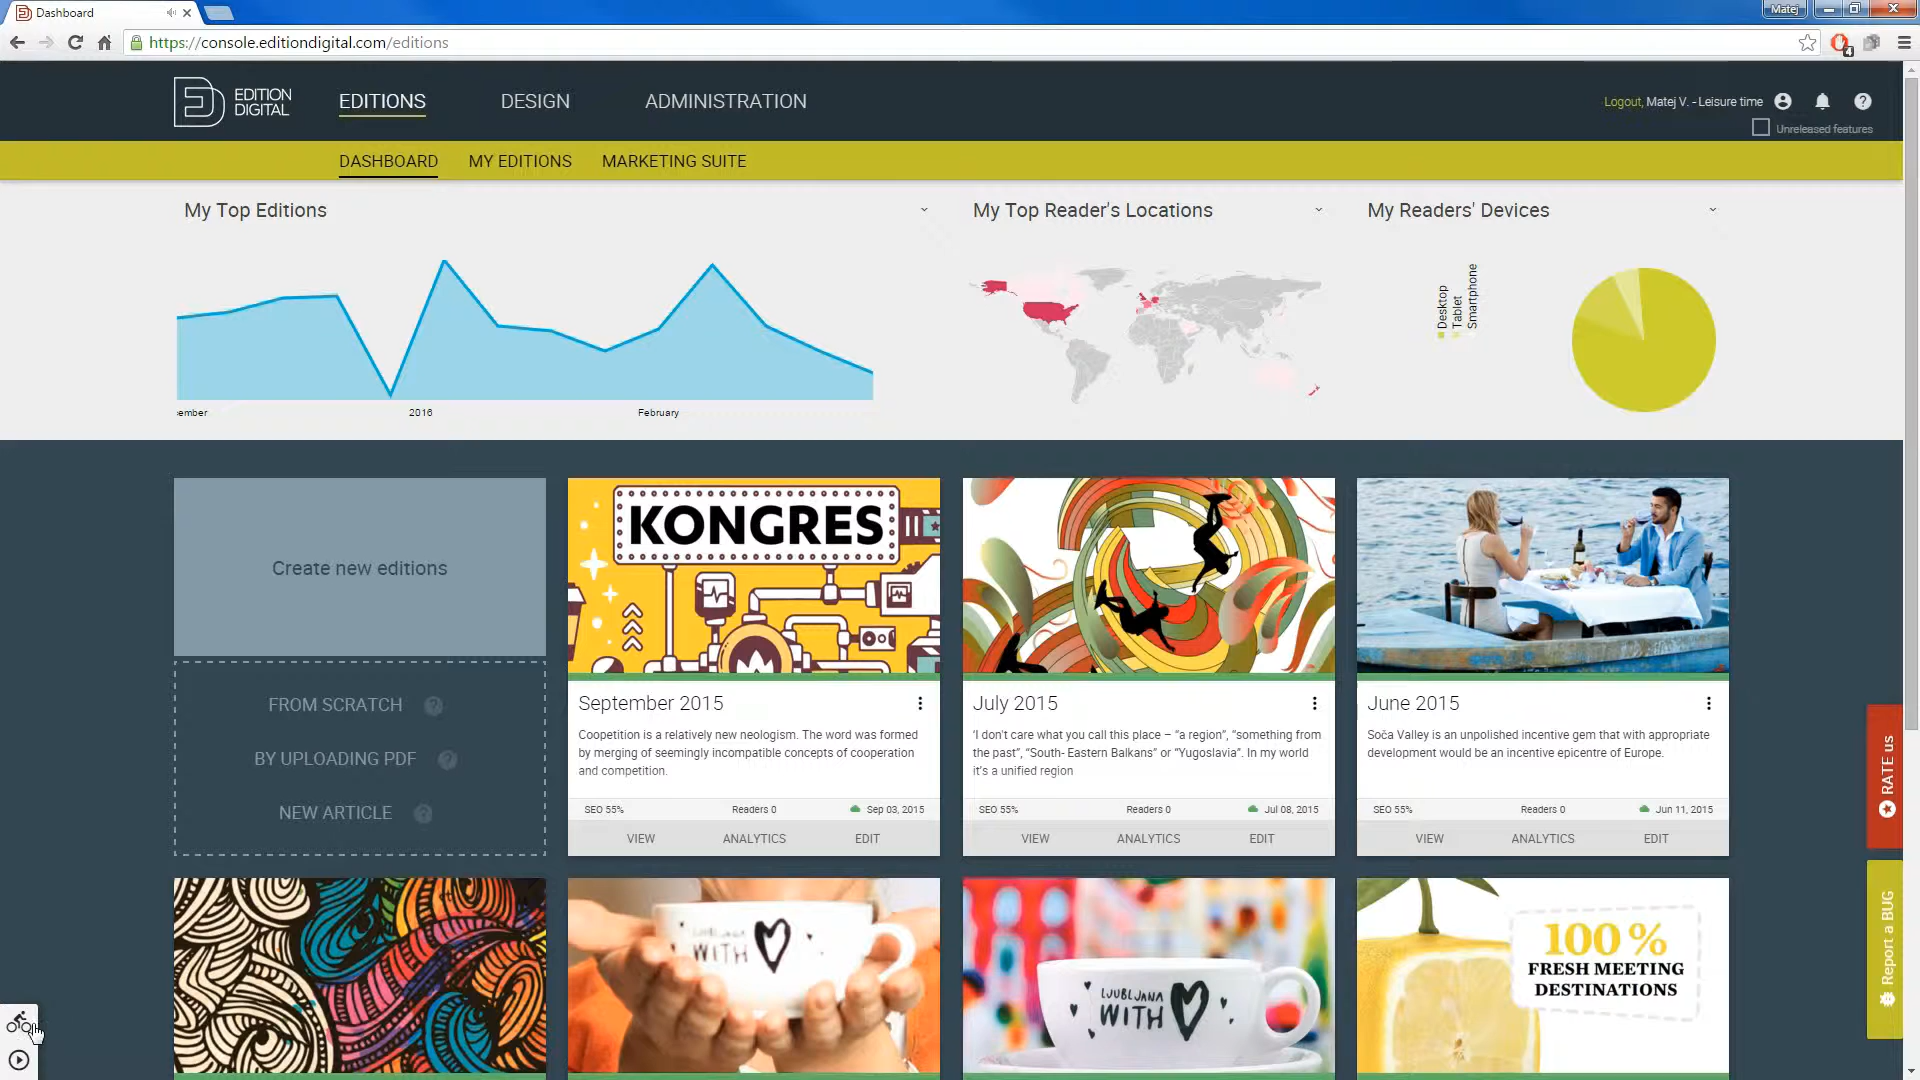 Dashboard
Matej
https://console.editiondigital.com/editions
4
EDITION
DIGITAL
EDITIONS
DESIGN
ADMINISTRATION
Logout, Matej V. - Leisure time
Unreleased features
DASHBOARD
MY EDITIONS
MARKETING SUITE
My Top Editions
My Top Reader's Locations
My Readers' Devices
Desktop
Tablet
Smartphone
ember
2016
February
Create new editions
FROM SCRATCH ?
BY UPLOADING PDF ?
NEW ARTICLE ?
KONGRES
September 2015
Coopetition is a relatively new neologism. The word was formed
by merging of seemingly incompatible concepts of cooperation
and competition.
SEO 55% Readers 0 Sep 03, 2015
VIEW ANALYTICS EDIT
July 2015
'I don't care what you call this place – “a region”, “something from
the past”, “South- Eastern Balkans” or “Yugoslavia”. In my world
it's a unified region
SEO 55% Readers 0 Jul 08, 2015
VIEW ANALYTICS EDIT
June 2015
Soča Valley is an unpolished incentive gem that with appropriate
development would be an incentive epicentre of Europe.
SEO 55% Readers 0 Jun 11, 2015
VIEW ANALYTICS EDIT
RATE us
Report a BUG
LJUBLJANA
WITH
LJUBLJANA
WITH
100 %
FRESH MEETING
DESTINATIONS